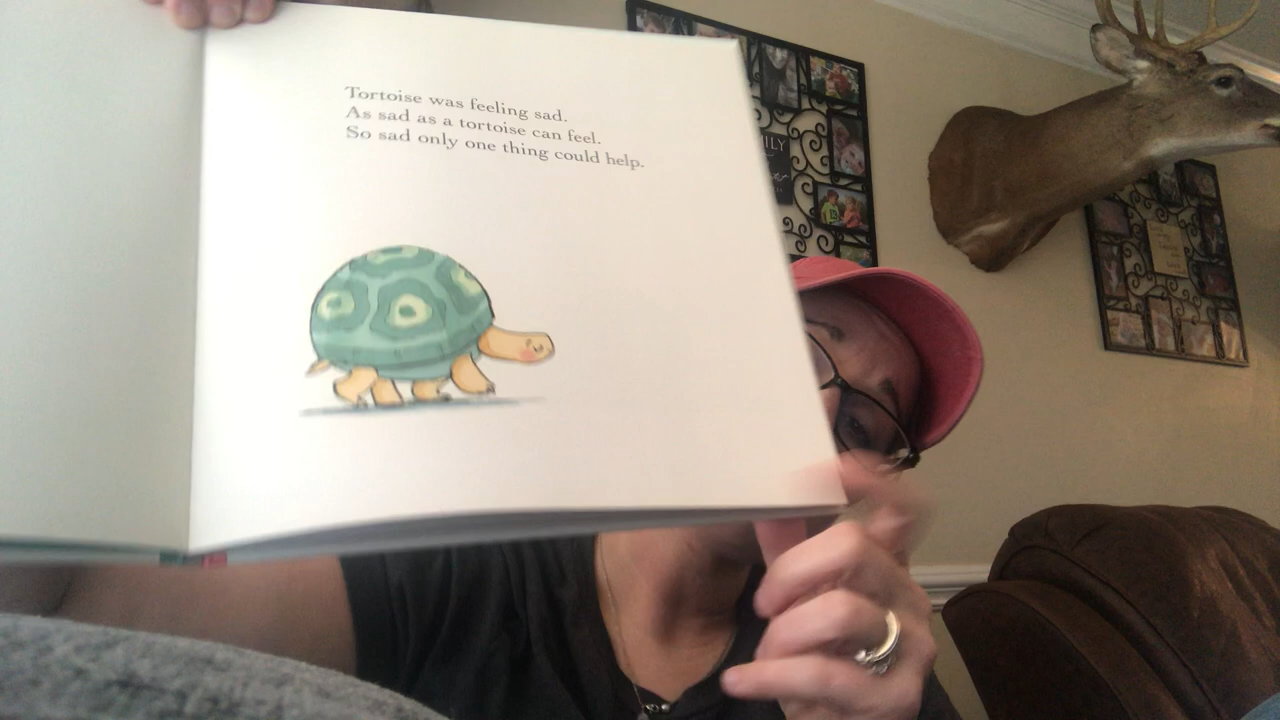 Tortoise was feeling sad.
As sad as a tortoise can feel.
So sad only one thing could help.